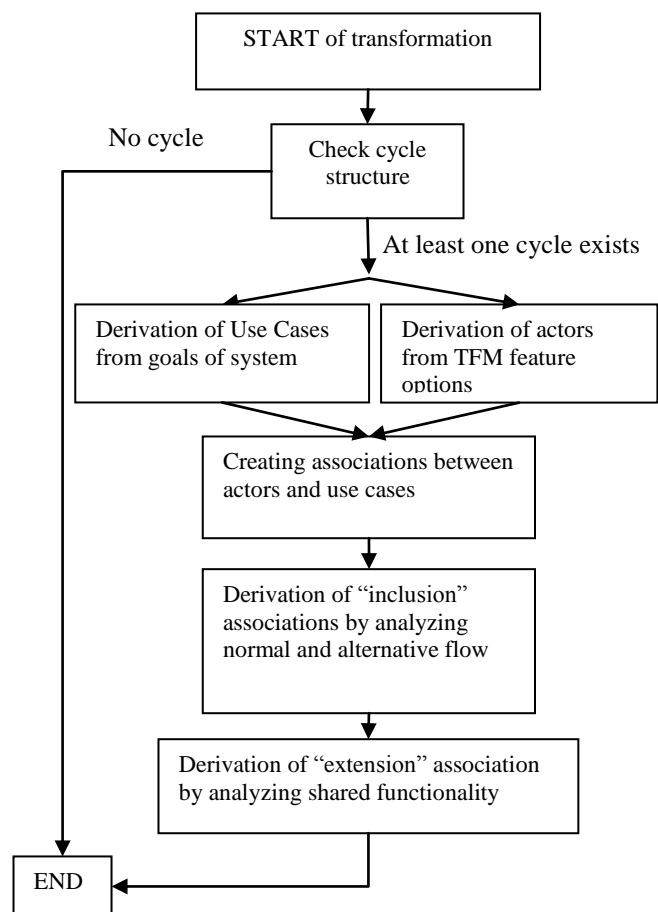 START of transformation
No cycle
Check cycle
structure
At least one cycle exists
Derivation of Use Cases
from goals of system
Derivation of actors
from TFM feature
options
Creating associations between
actors and use cases
Derivation of “inclusion”
associations by analyzing
normal and alternative flow
Derivation of “extension” association
by analyzing shared functionality
END